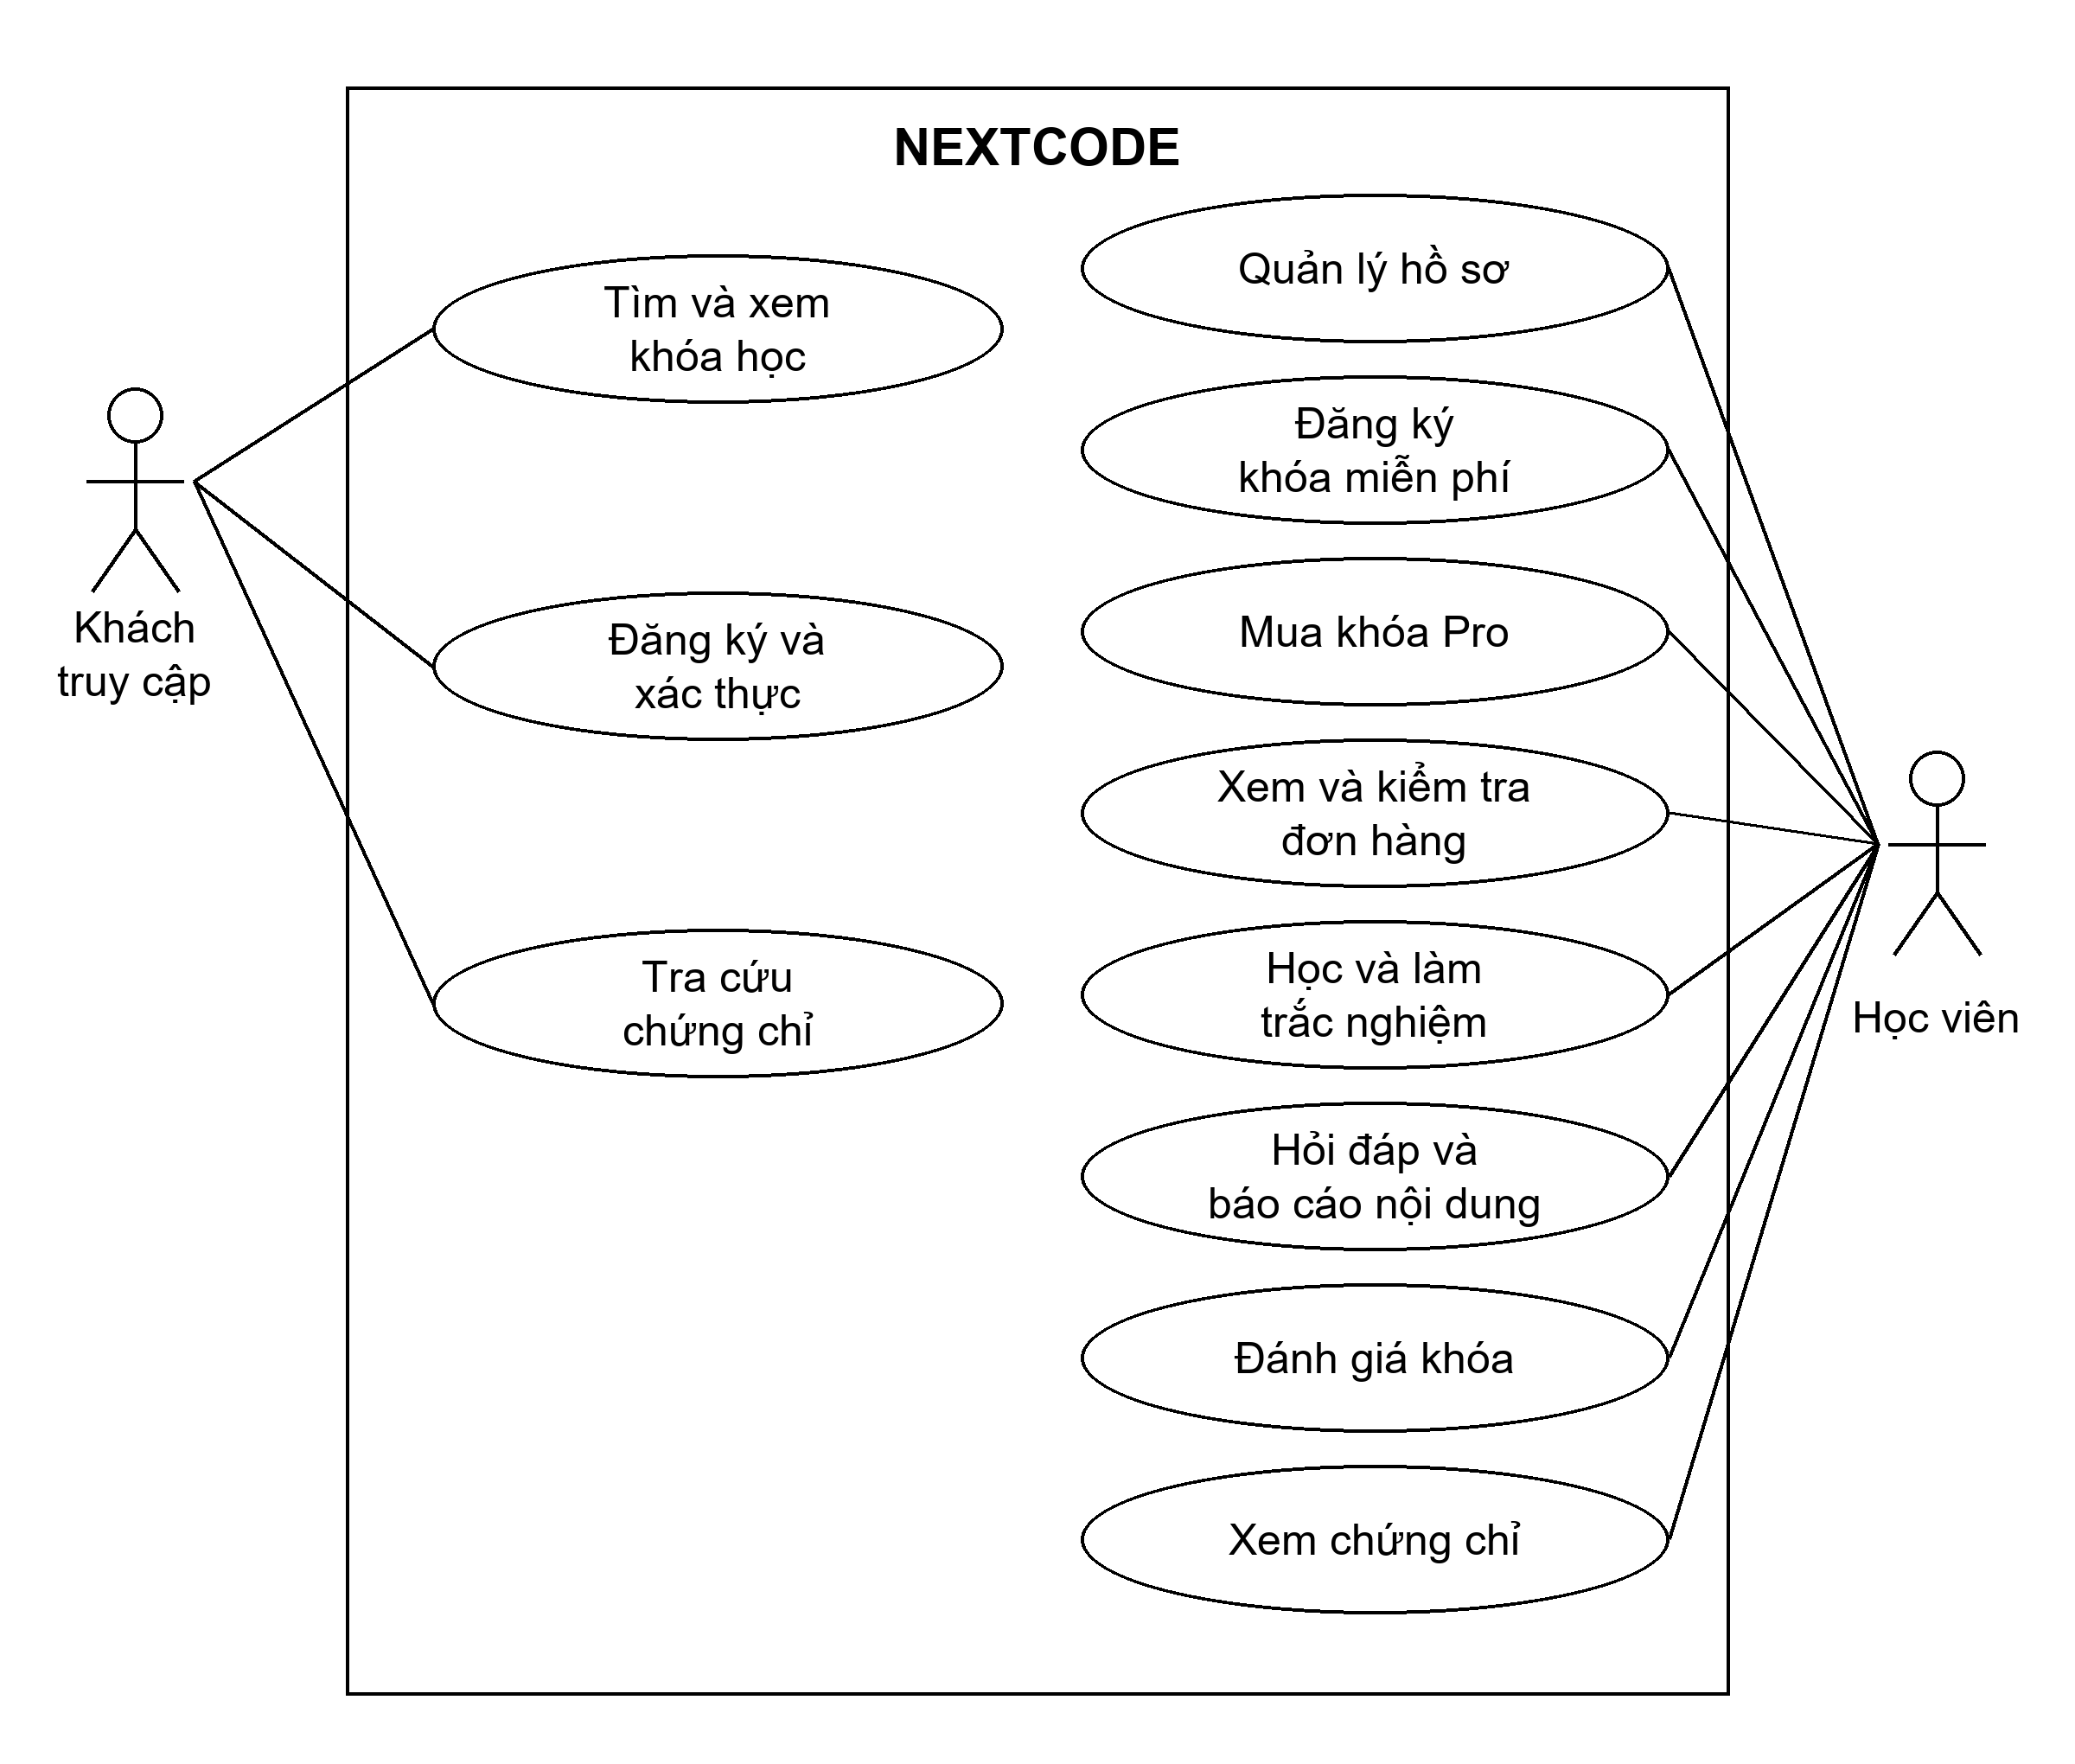 NEXTCODE
Tìm và xem
khóa học
Đăng ký và
xác thực
Tra cứu
chứng chỉ
Quản lý hồ sơ
Đăng ký
khóa miễn phí
Mua khóa Pro
Xem và kiểm tra
đơn hàng
Học và làm
trắc nghiệm
Hỏi đáp và
báo cáo nội dung
Đánh giá khóa
Xem chứng chỉ
Khách
truy cập
Học viên